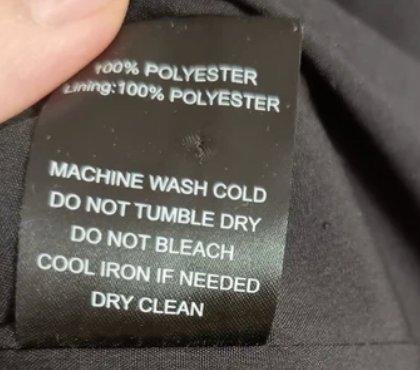 100% POLYESTER
Lining:100% POLYESTER
MACHINE WASH COLD
DO NOT TUMBLE DRY
DO NOT BLEACH
COOL IRON IF NEEDED
DRY CLEAN